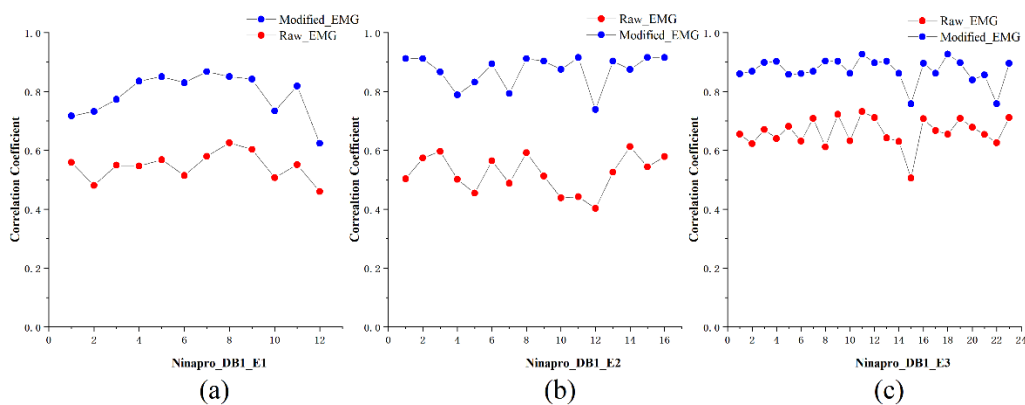 Modified_EMG
Raw_EMG
1.0
0.8
0.6
0.4
0.2
0.0
Correlation Coefficient
0 2 4 6 8 10 12
Ninapro_DB1_E1
(a)
Raw_EMG
Modified_EMG
1.0
0.8
0.6
0.4
0.2
0.0
Correalation Coefficient
0 2 4 6 8 10 12 14 16
Ninapro_DB1_E2
(b)
Raw_EMG
Modified_EMG
1.0
0.8
0.6
0.4
0.2
0.0
Correlation Coefficient
0 2 4 6 8 10 12 14 16 18 20 22 24
Ninapro_DB1_E3
(c)